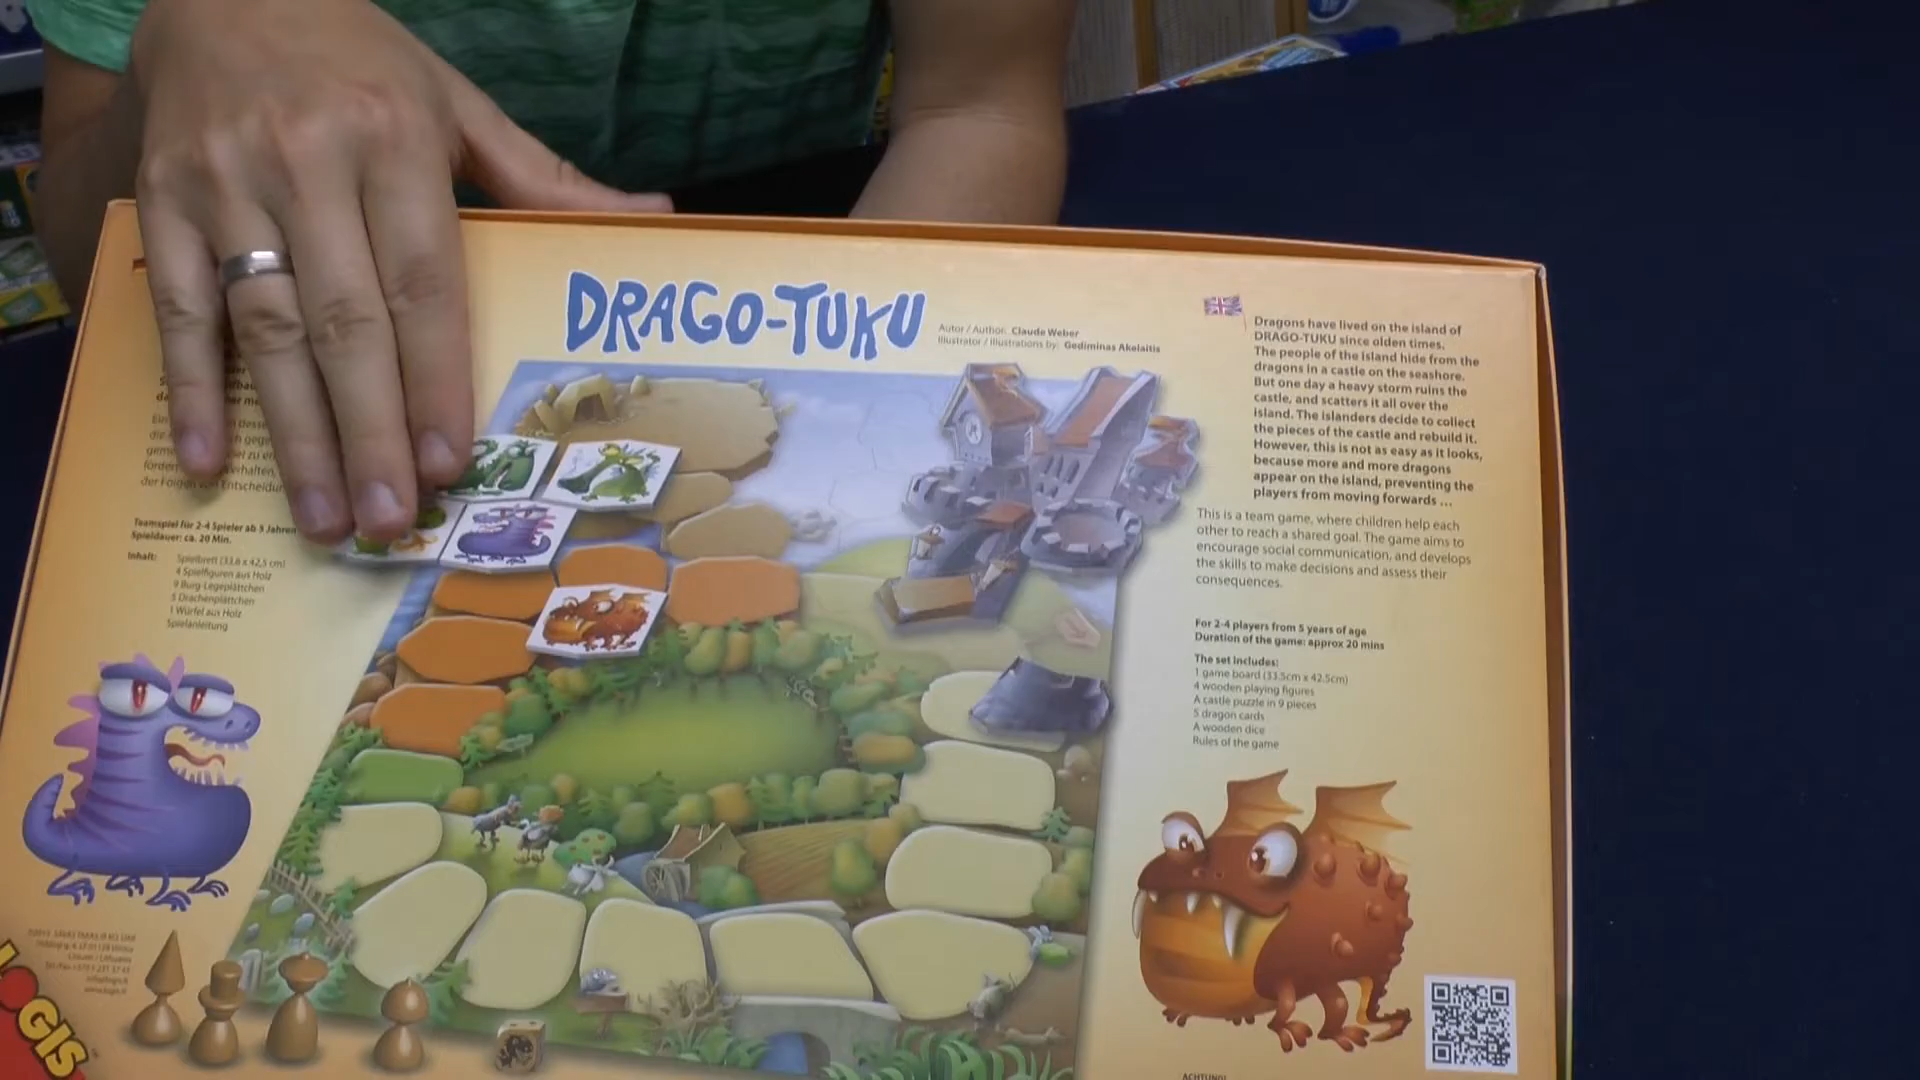 DRAGO-TUKU
Autor / Author: Claude Weber
Illustrator / Illustrations by: Gediminas Akelaitis
Dragons have lived on the island of
DRAGO-TUKU since olden times.
The people of the island hide from the
dragons in a castle on the seashore.
But one day a heavy storm ruins the
castle, and scatters it all over the
island. The islanders decide to collect
the pieces of the castle and rebuild it.
However, this is not as easy as it looks,
because more and more dragons
appear on the island, preventing the
players from moving forwards ...
This is a team game, where children help each
other to reach a shared goal. The game aims to
encourage social communication, and develops
the skills to make decisions and assess their
consequences.
For 2-4 players from 5 years of age
Duration of the game: approx 20 mins
The set includes:
1 game board (33.5cm x 42.5cm)
4 wooden playing figures
A castle puzzle in 9 pieces
5 dragon cards
A wooden dice
Rules of the game
ACHTUNG!
Teamspiel für 2-4 Spieler ab 5 Jahren
Spieldauer: ca. 20 Min.
Inhalt: Spielbrett (33,8 x 42,5 cm)
4 Spielfiguren aus Holz
9 Burg-Legeplättchen
5 Drachenplättchen
1 Würfel aus Holz
Spielanleitung
LOGIS